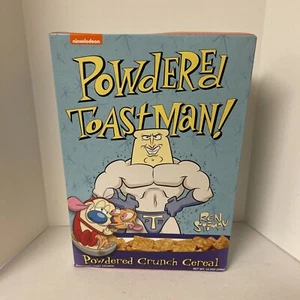 nickelodeon
POWDERED
TOASTMAN!
T
REN
STIMPY
Powdered Crunch Cereal